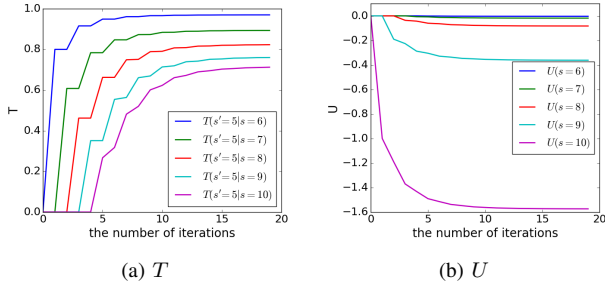 1.0
0.8
0.6
0.4
0.2
0.0
T
T(s′=5|s=6)
T(s′=5|s=7)
T(s′=5|s=8)
T(s′=5|s=9)
T(s′=5|s=10)
0 5 10 15 20
the number of iterations
(a) T
0.0
−0.2
−0.4
−0.6
−0.8
−1.0
−1.2
−1.4
−1.6
U
U(s=6)
U(s=7)
U(s=8)
U(s=9)
U(s=10)
0 5 10 15 20
the number of iterations
(b) U